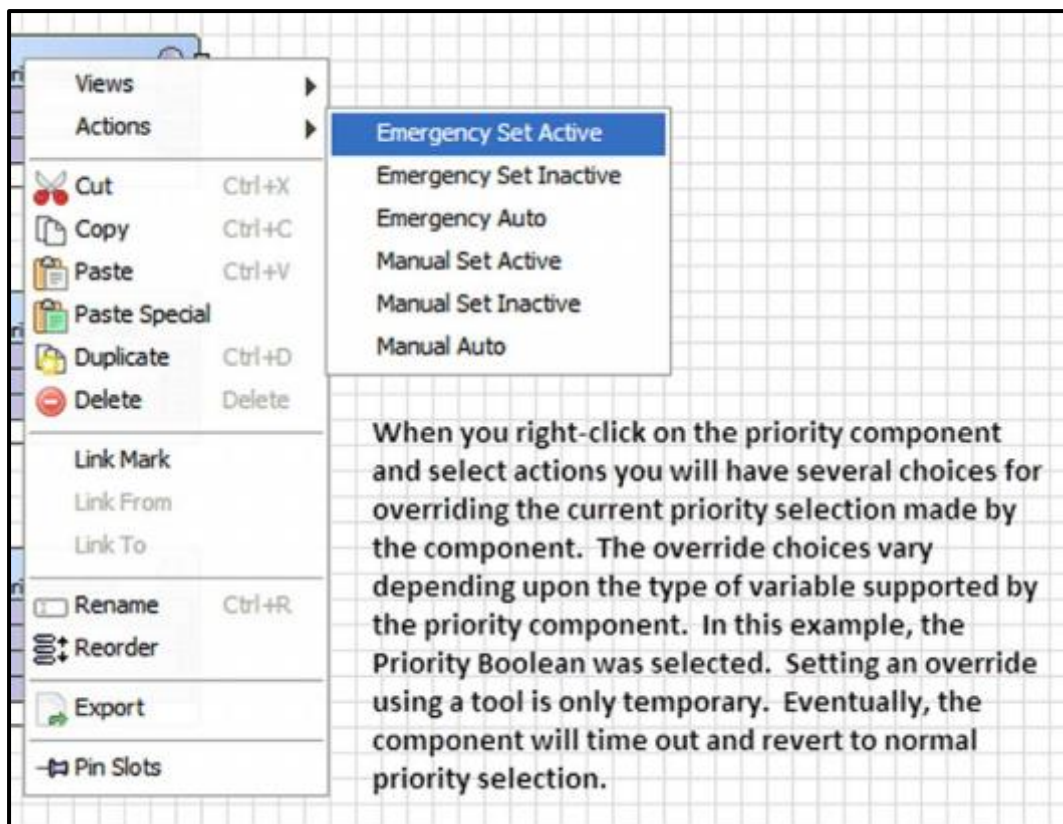 Views
Actions
Cut Ctrl+X
Copy Ctrl+C
Paste Ctrl+V
Paste Special
Duplicate Ctrl+D
Delete Delete
Link Mark
Link From
Link To
Rename Ctrl+R
Reorder
Export
Pin Slots
Emergency Set Active
Emergency Set Inactive
Emergency Auto
Manual Set Active
Manual Set Inactive
Manual Auto
When you right-click on the priority component
and select actions you will have several choices for
overriding the current priority selection made by
the component. The override choices vary
depending upon the type of variable supported by
the priority component. In this example, the
Priority Boolean was selected. Setting an override
using a tool is only temporary. Eventually, the
component will time out and revert to normal
priority selection.